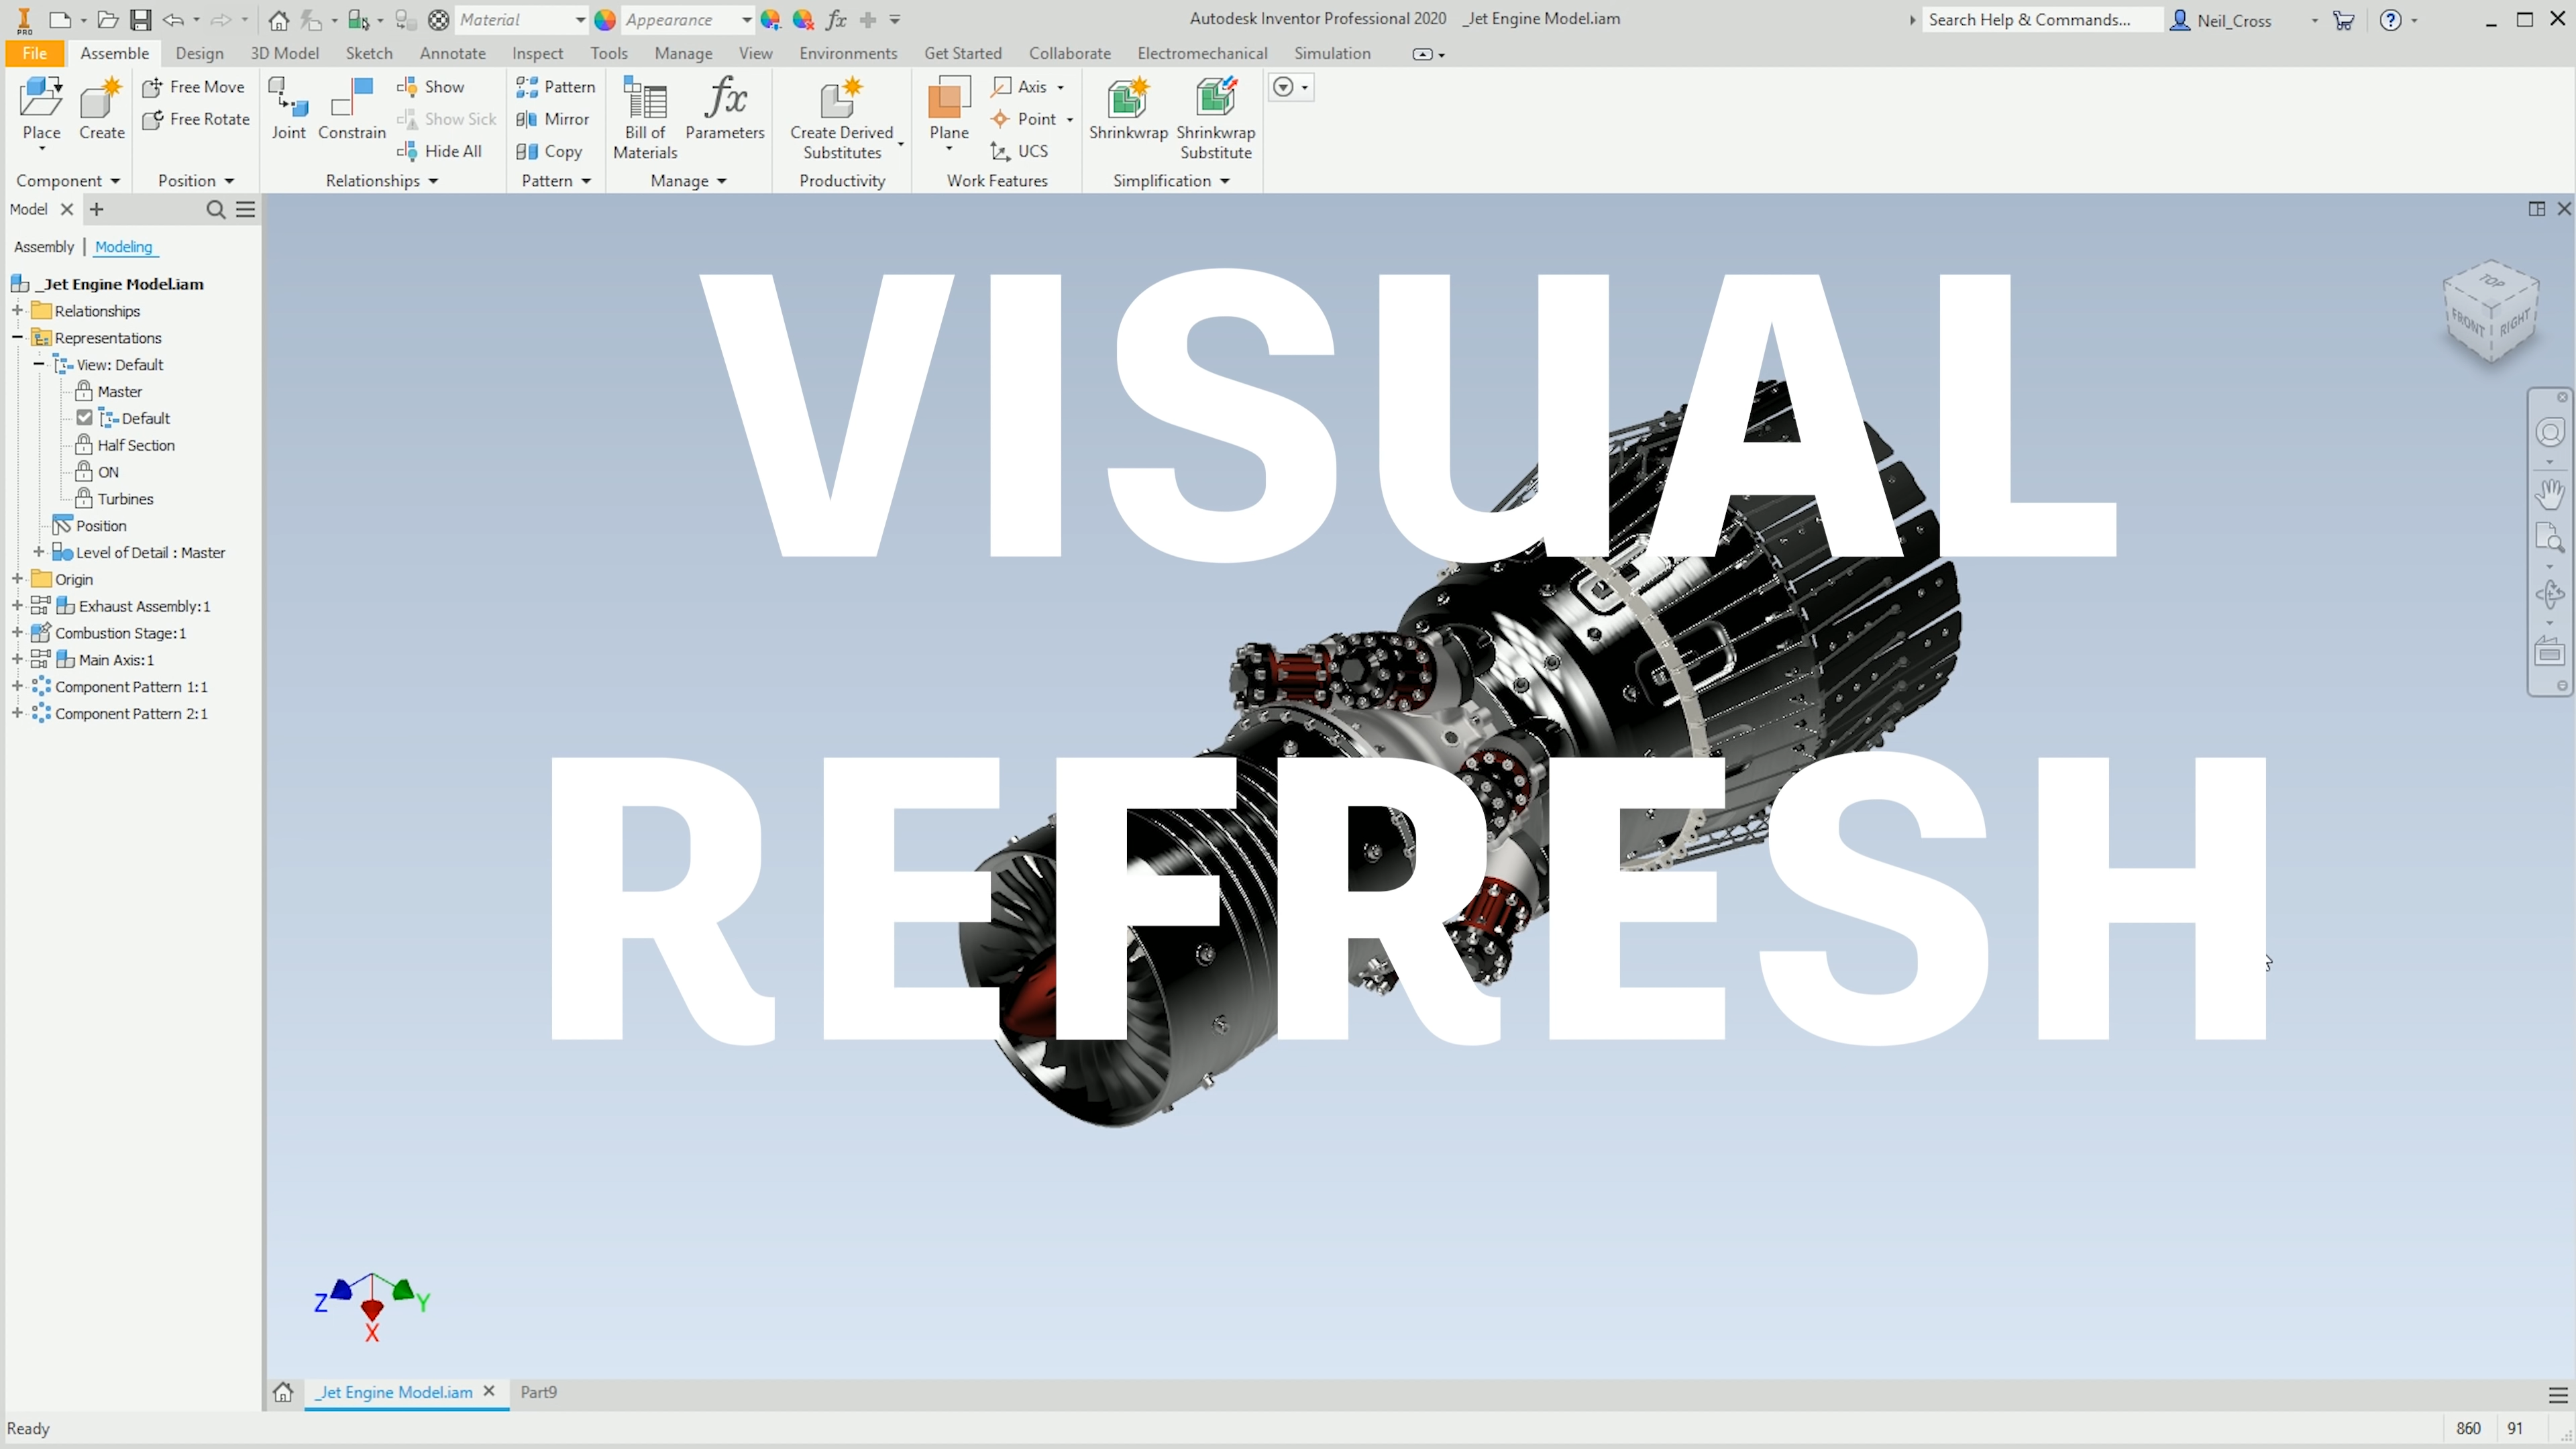 PRO
Material
Appearance
fx
Autodesk Inventor Professional 2020 _Jet Engine Model.iam
Search Help & Commands...
Neil_Cross
File
Assemble
Design
3D Model
Sketch
Annotate
Inspect
Tools
Manage
View
Environments
Get Started
Collaborate
Electromechanical
Simulation
Place
Create
Free Move
Free Rotate
Joint
Constrain
Show
Show Sick
Hide All
Pattern
Mirror
Copy
Bill of
Materials
fx
Parameters
Create Derived
Substitutes
Plane
Axis
Point
UCS
Shrinkwrap
Shrinkwrap
Substitute
Component
Position
Relationships
Pattern
Manage
Productivity
Work Features
Simplification
Model
Assembly | Modeling
_Jet Engine Model.iam
Relationships
Representations
View: Default
Master
Default
Half Section
ON
Turbines
Position
Level of Detail : Master
Origin
Exhaust Assembly:1
Combustion Stage:1
Main Axis:1
Component Pattern 1:1
Component Pattern 2:1
VISUAL
REFRESH
TOP
FRONT
RIGHT
Z
Y
X
_Jet Engine Model.iam
Part9
Ready
860
91